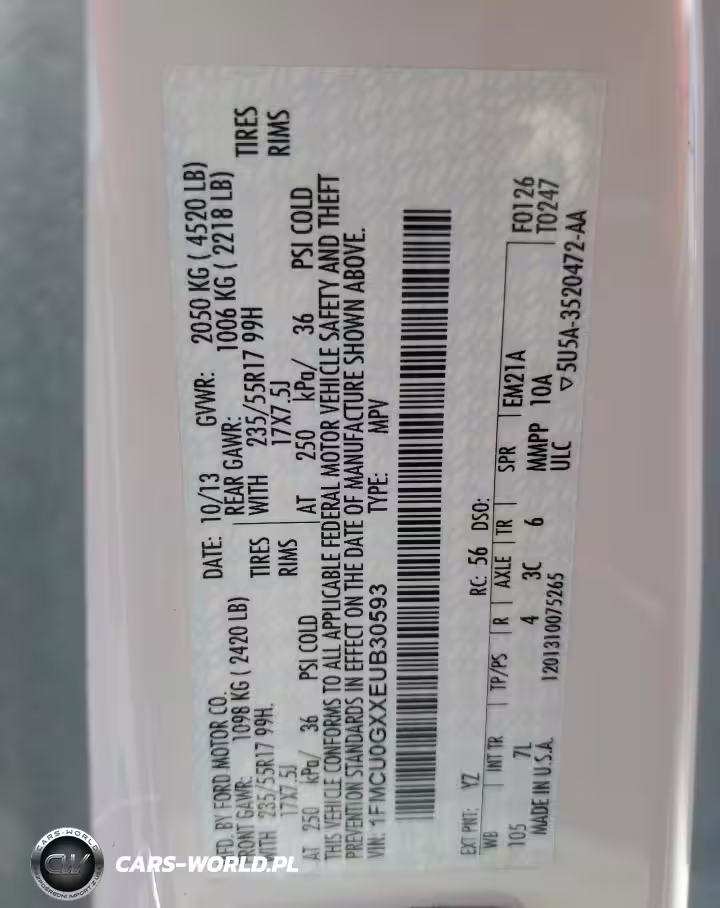 MFD. BY FORD MOTOR CO.
DATE: 10/13 GVWR: 2050 KG ( 4520 LB)
FRONT GAWR: 1098 KG ( 2420 LB) REAR GAWR: 1006 KG ( 2218 LB)
WITH 235/55R17 99H. TIRES WITH 235/55R17 99H TIRES
17X7.5J RIMS 17X7.5J RIMS
AT 250 kPa/ 36 PSI COLD AT 250 kPa/ 36 PSI COLD
THIS VEHICLE CONFORMS TO ALL APPLICABLE FEDERAL MOTOR VEHICLE SAFETY AND THEFT
PREVENTION STANDARDS IN EFFECT ON THE DATE OF MANUFACTURE SHOWN ABOVE.
VIN: 1FMCU0GXXEUB30593 TYPE: MPV
EXT PNT: YZ RC: 56 DSO:
WB INT TR TP/PS R AXLE TR SPR EM21A F0126
105 7L 4 3C 6 MMPP 10A T0247
MADE IN U.S.A. ULC
1201310075265 ▽5U5A-3520472-AA
CARS-WORLD
CW
CARS-WORLD.PL